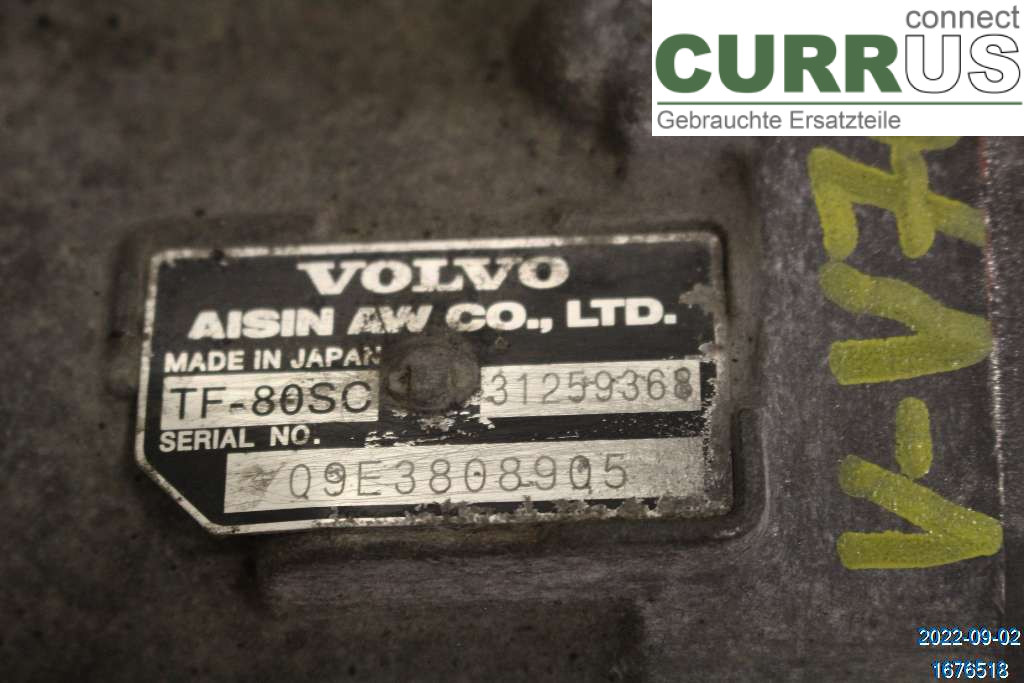 connect
CURRUS
Gebrauchte Ersatzteile
VOLVO
AISIN AW CO., LTD.
MADE IN JAPAN
TF-80SC 31259368
SERIAL NO.
09E3808905
2022-09-02
1676518